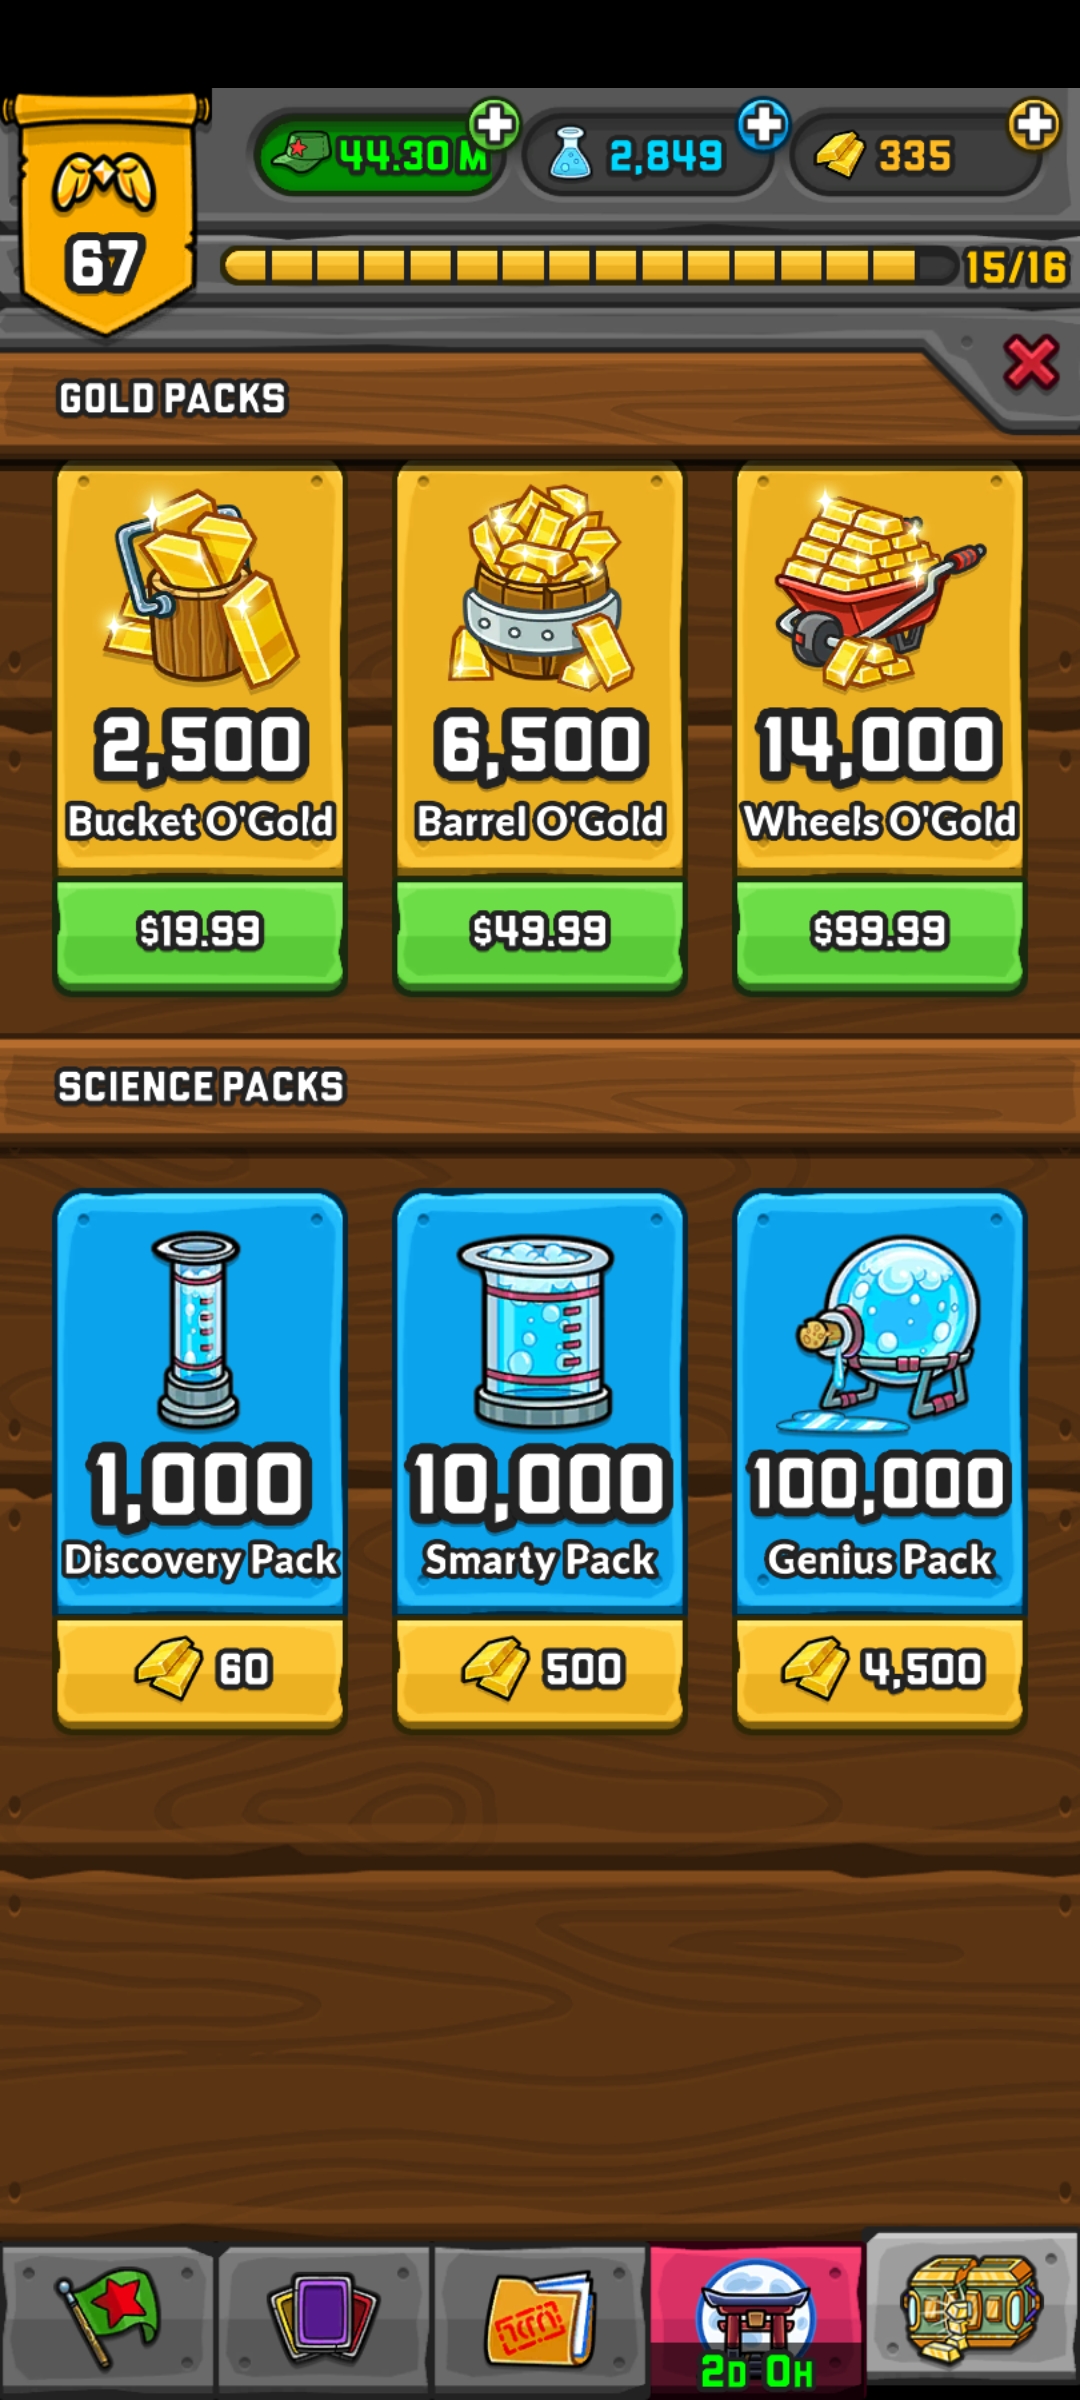 44.30M 2,849 335
67
15/16
GOLD PACKS
2,500 6,500 14,000
Bucket O'Gold Barrel O'Gold Wheels O'Gold
$19.99 $49.99 $99.99
SCIENCE PACKS
1,000 10,000 100,000
Discovery Pack Smarty Pack Genius Pack
60 500 4,500
2D 0H